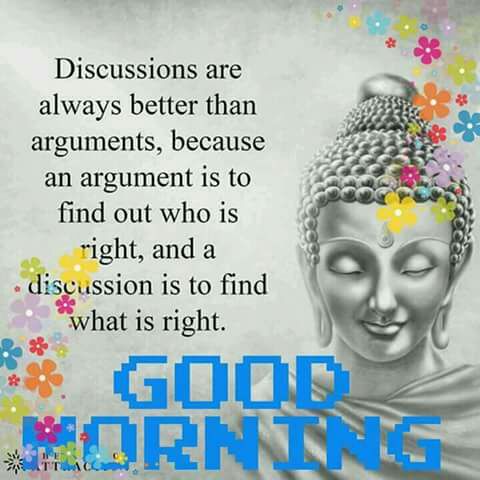 Discussions are
always better than
arguments, because
an argument is to
find out who is
right, and a
discussion is to find
what is right.
GOOD
MORNING